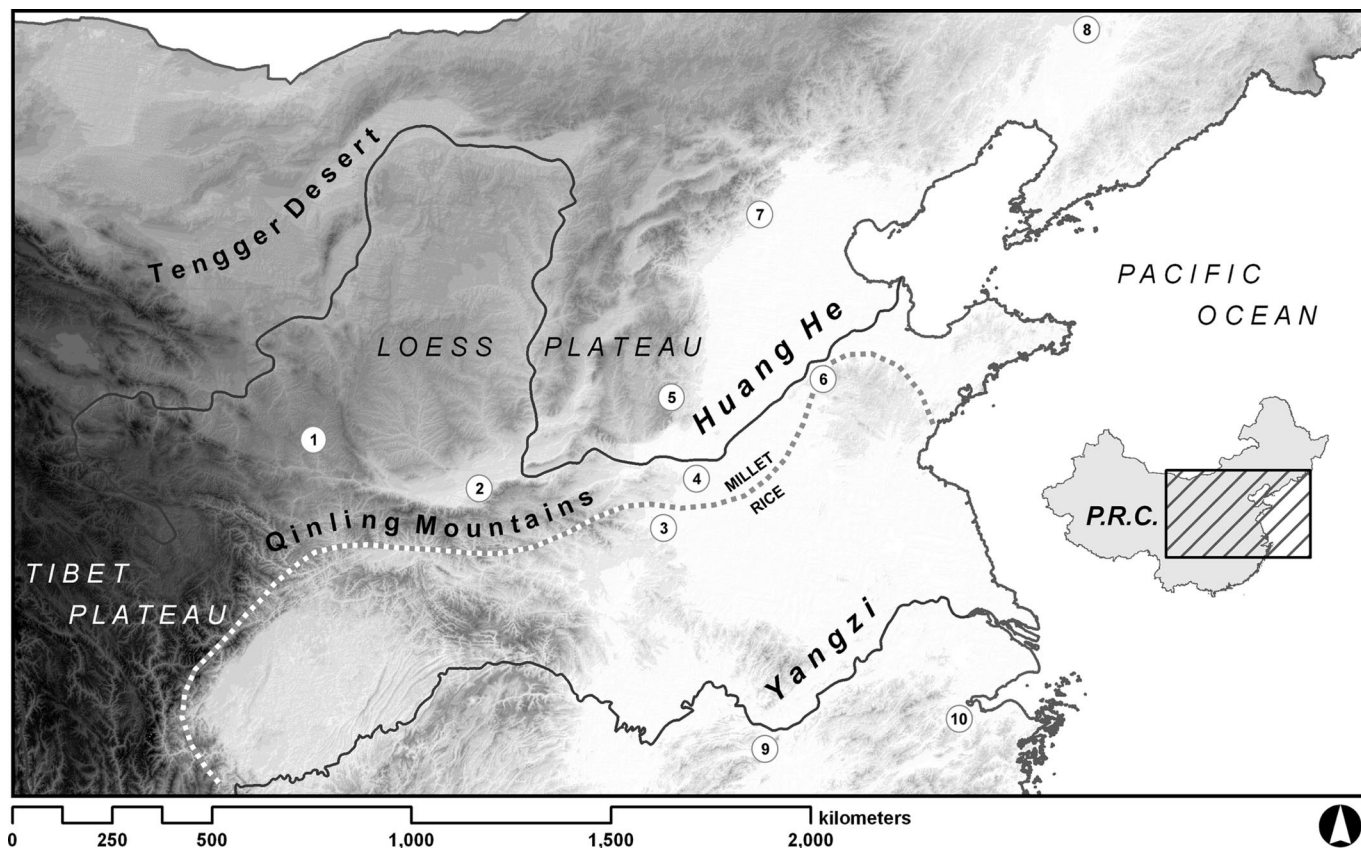 8
7
Tengger Desert
PACIFIC
OCEAN
LOESS PLATEAU
Huang He
6
5
1
2
4
MILLET
RICE
3
Qinling Mountains
P.R.C.
TIBET
PLATEAU
Yangzi
10
9
kilometers
0 250 500 1,000 1,500 2,000